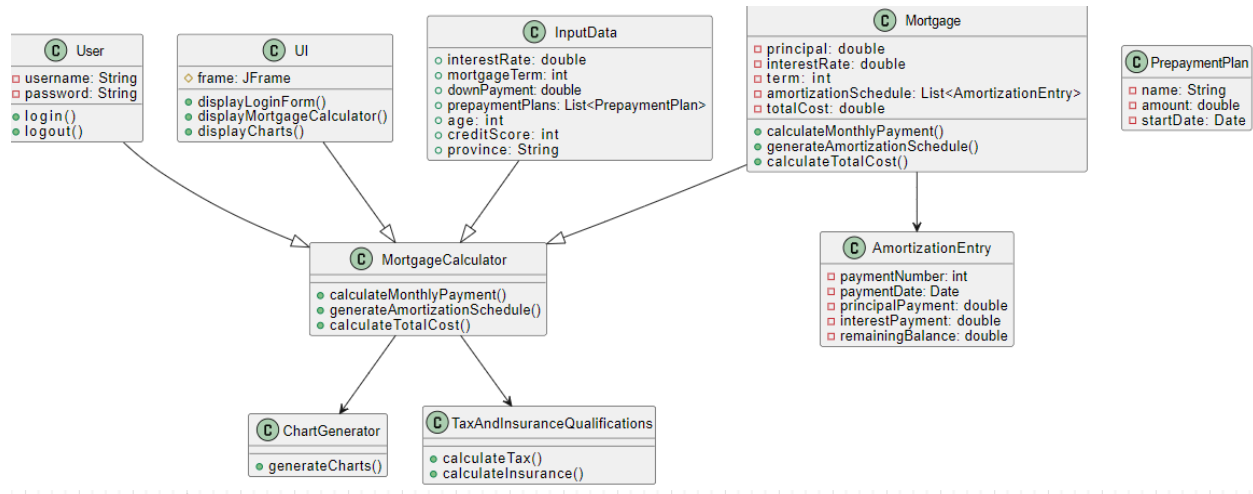 C User
username: String
password: String
login()
logout()
C UI
frame: JFrame
displayLoginForm()
displayMortgageCalculator()
displayCharts()
C InputData
interestRate: double
mortgageTerm: int
downPayment: double
prepaymentPlans: List<PrepaymentPlan>
age: int
creditScore: int
province: String
C Mortgage
principal: double
interestRate: double
term: int
amortizationSchedule: List<AmortizationEntry>
totalCost: double
calculateMonthlyPayment()
generateAmortizationSchedule()
calculateTotalCost()
C PrepaymentPlan
name: String
amount: double
startDate: Date
C MortgageCalculator
calculateMonthlyPayment()
generateAmortizationSchedule()
calculateTotalCost()
C AmortizationEntry
paymentNumber: int
paymentDate: Date
principalPayment: double
interestPayment: double
remainingBalance: double
C ChartGenerator
generateCharts()
C TaxAndInsuranceQualifications
calculateTax()
calculateInsurance()